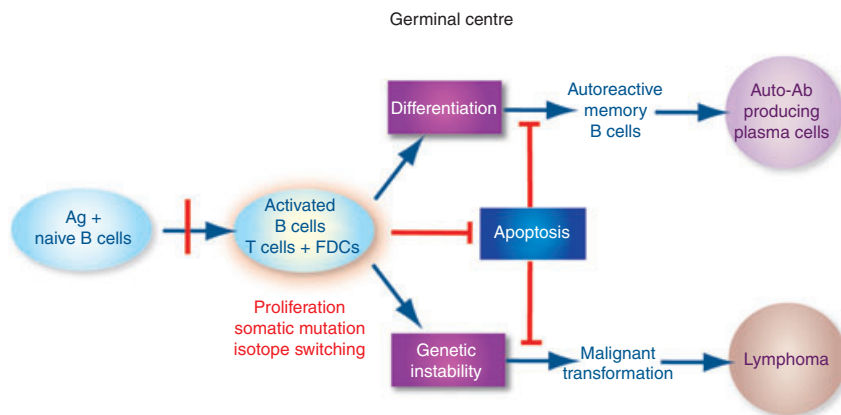 Germinal centre
Differentiation
Autoreactive
memory
B cells
Auto-Ab
producing
plasma cells
Ag +
naive B cells
Activated
B cells
T cells + FDCs
Apoptosis
Proliferation
somatic mutation
isotope switching
Genetic
instability
Malignant
transformation
Lymphoma